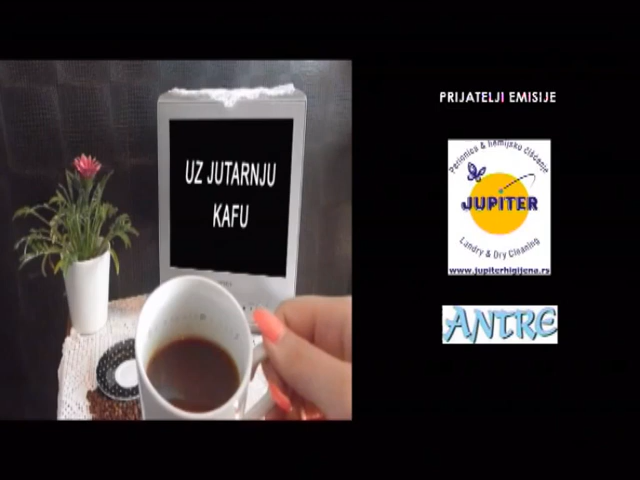 UZ JUTARNJU
KAFU
PRIJATELJI EMISIJE
Perionica & hemijsko čišćenje
JUPITER
Landry & Dry Cleaning
www.jupiterhigijena.rs
ANTRE